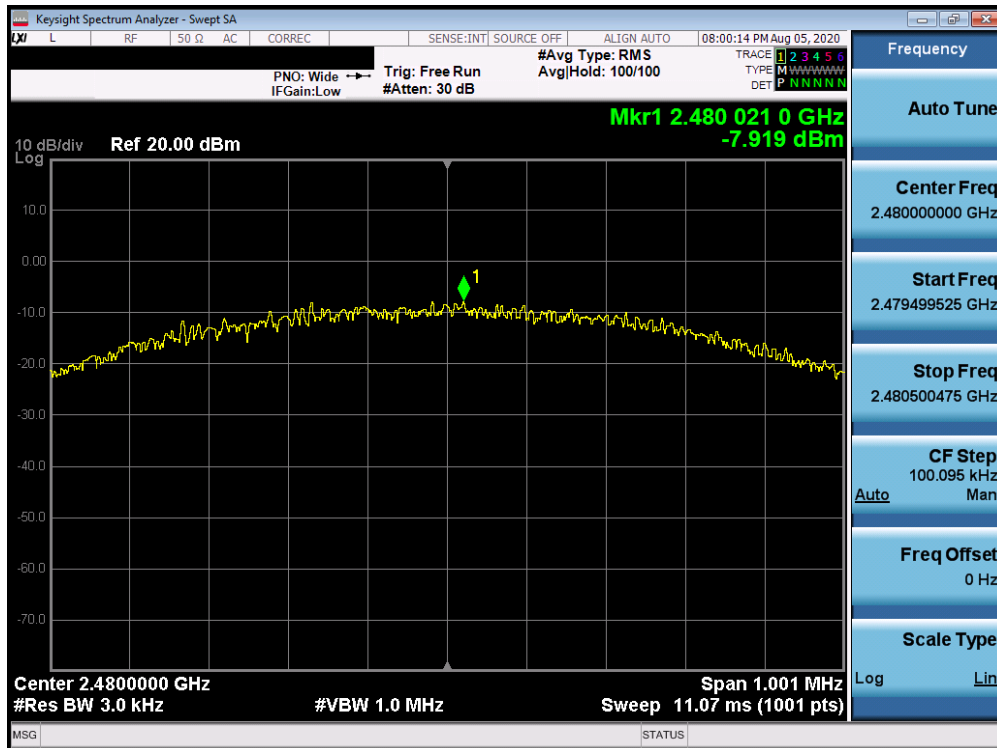 Keysight Spectrum Analyzer - Swept SA
LXI L RF 50 Ω AC CORREC SENSE:INT SOURCE OFF ALIGN AUTO 08:00:14 PM Aug 05, 2020
#Avg Type: RMS
Avg|Hold: 100/100
TRACE 1 2 3 4 5 6
TYPE M WWWWW
DET P N N N N N
PNO: Wide
IFGain:Low
Trig: Free Run
#Atten: 30 dB
Mkr1 2.480 021 0 GHz
-7.919 dBm
10 dB/div Ref 20.00 dBm
Log
10.0
0.00
-10.0
-20.0
-30.0
-40.0
-50.0
-60.0
-70.0
1
Center 2.4800000 GHz
#Res BW 3.0 kHz
#VBW 1.0 MHz
Span 1.001 MHz
Sweep 11.07 ms (1001 pts)
MSG
STATUS
Frequency
Auto Tune
Center Freq
2.480000000 GHz
Start Freq
2.479499525 GHz
Stop Freq
2.480500475 GHz
CF Step
100.095 kHz
Auto Man
Freq Offset
0 Hz
Scale Type
Log Lin